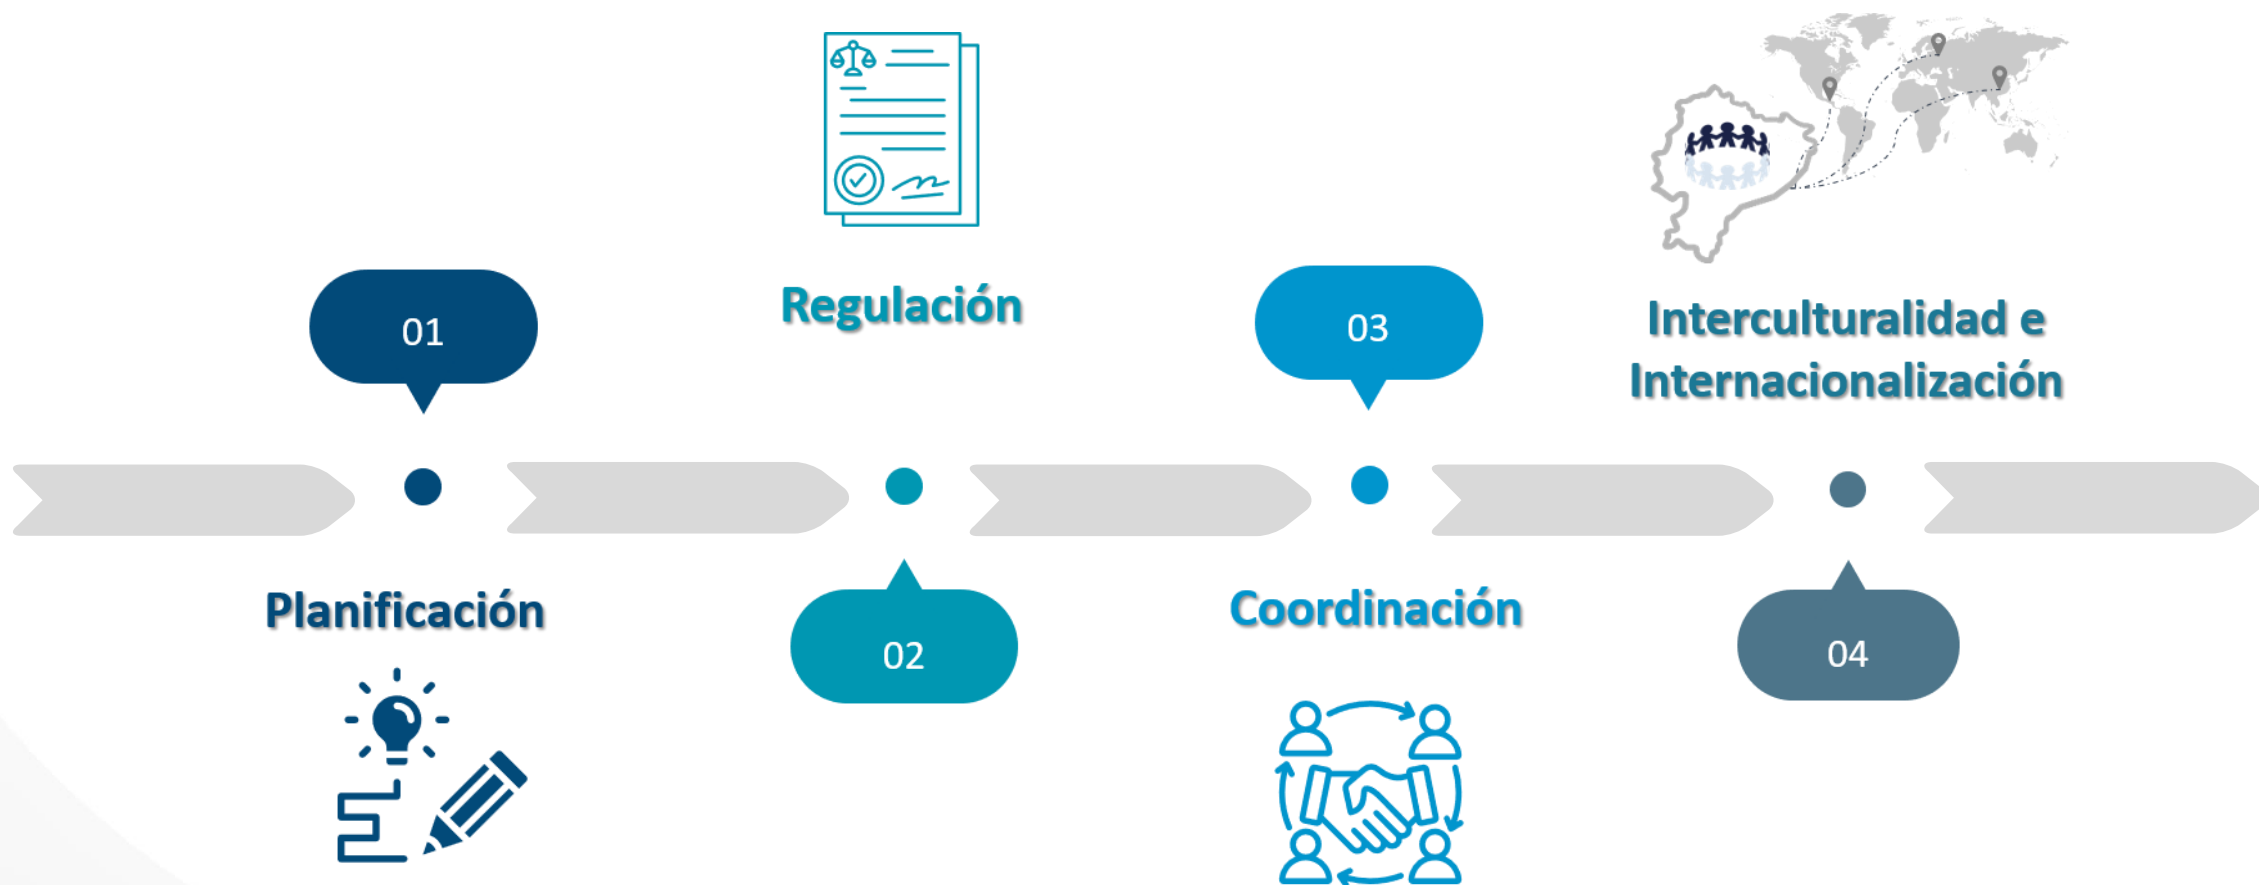 01
Planificación
Regulación
02
03
Coordinación
Interculturalidad e
Internacionalización
04